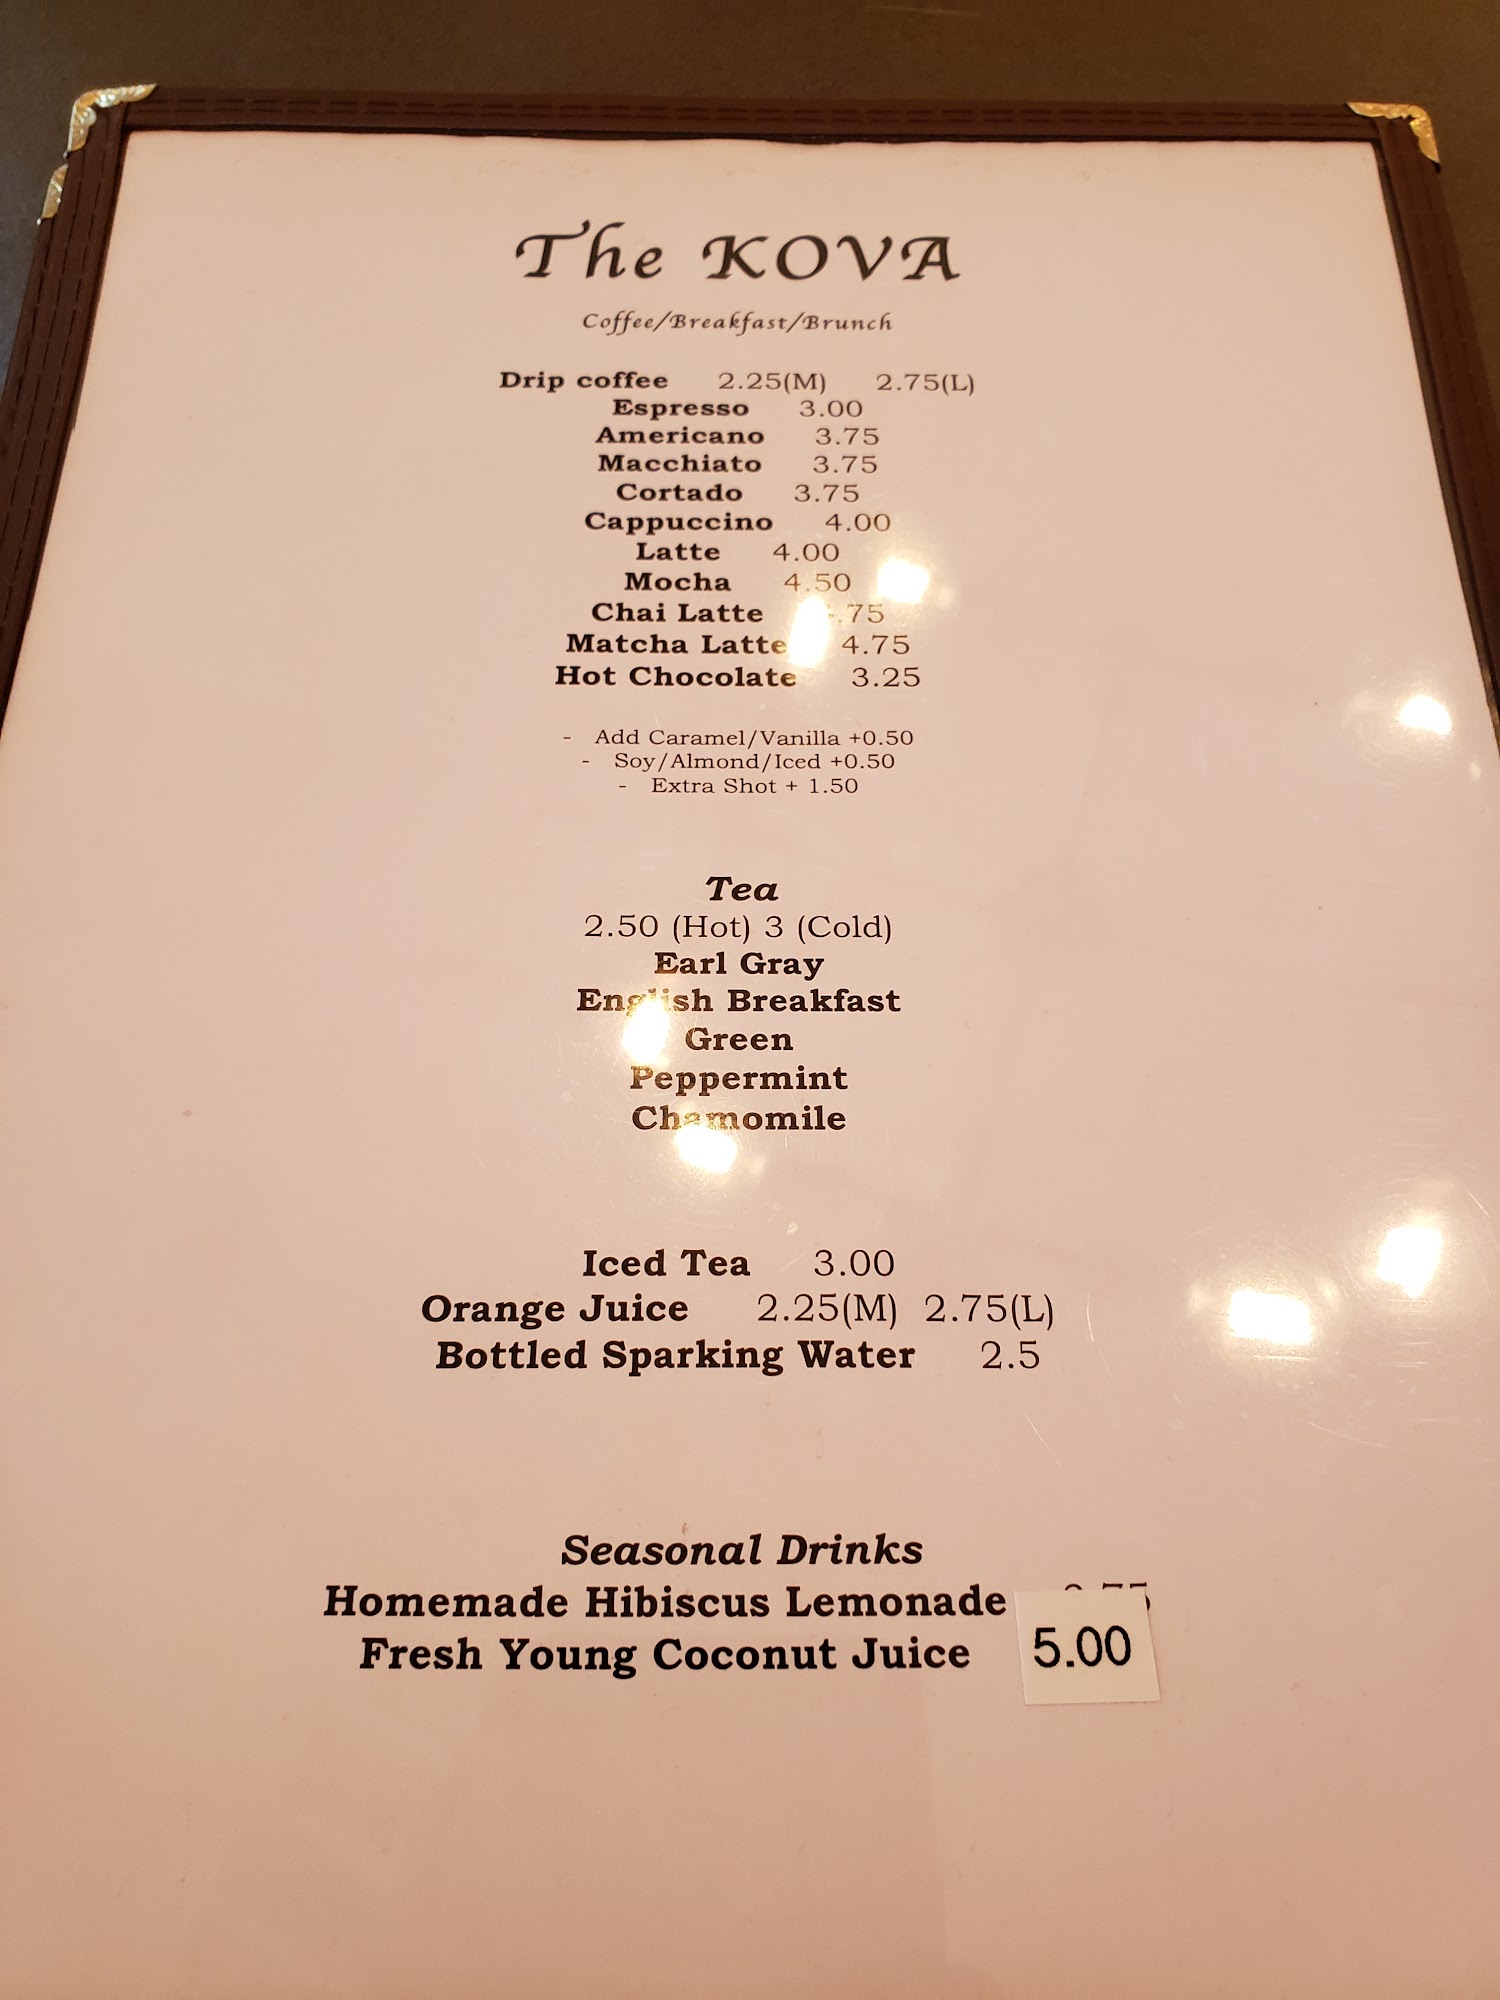 The KOVA
Coffee/Breakfast/Brunch
Drip coffee 2.25(M) 2.75(L)
Espresso 3.00
Americano 3.75
Macchiato 3.75
Cortado 3.75
Cappuccino 4.00
Latte 4.00
Mocha 4.50
Chai Latte .75
Matcha Latte 4.75
Hot Chocolate 3.25
- Add Caramel/Vanilla +0.50
- Soy/Almond/Iced +0.50
- Extra Shot + 1.50
Tea
2.50 (Hot) 3 (Cold)
Earl Gray
English Breakfast
Green
Peppermint
Chamomile
Iced Tea 3.00
Orange Juice 2.25(M) 2.75(L)
Bottled Sparking Water 2.5
Seasonal Drinks
Homemade Hibiscus Lemonade
Fresh Young Coconut Juice 5.00